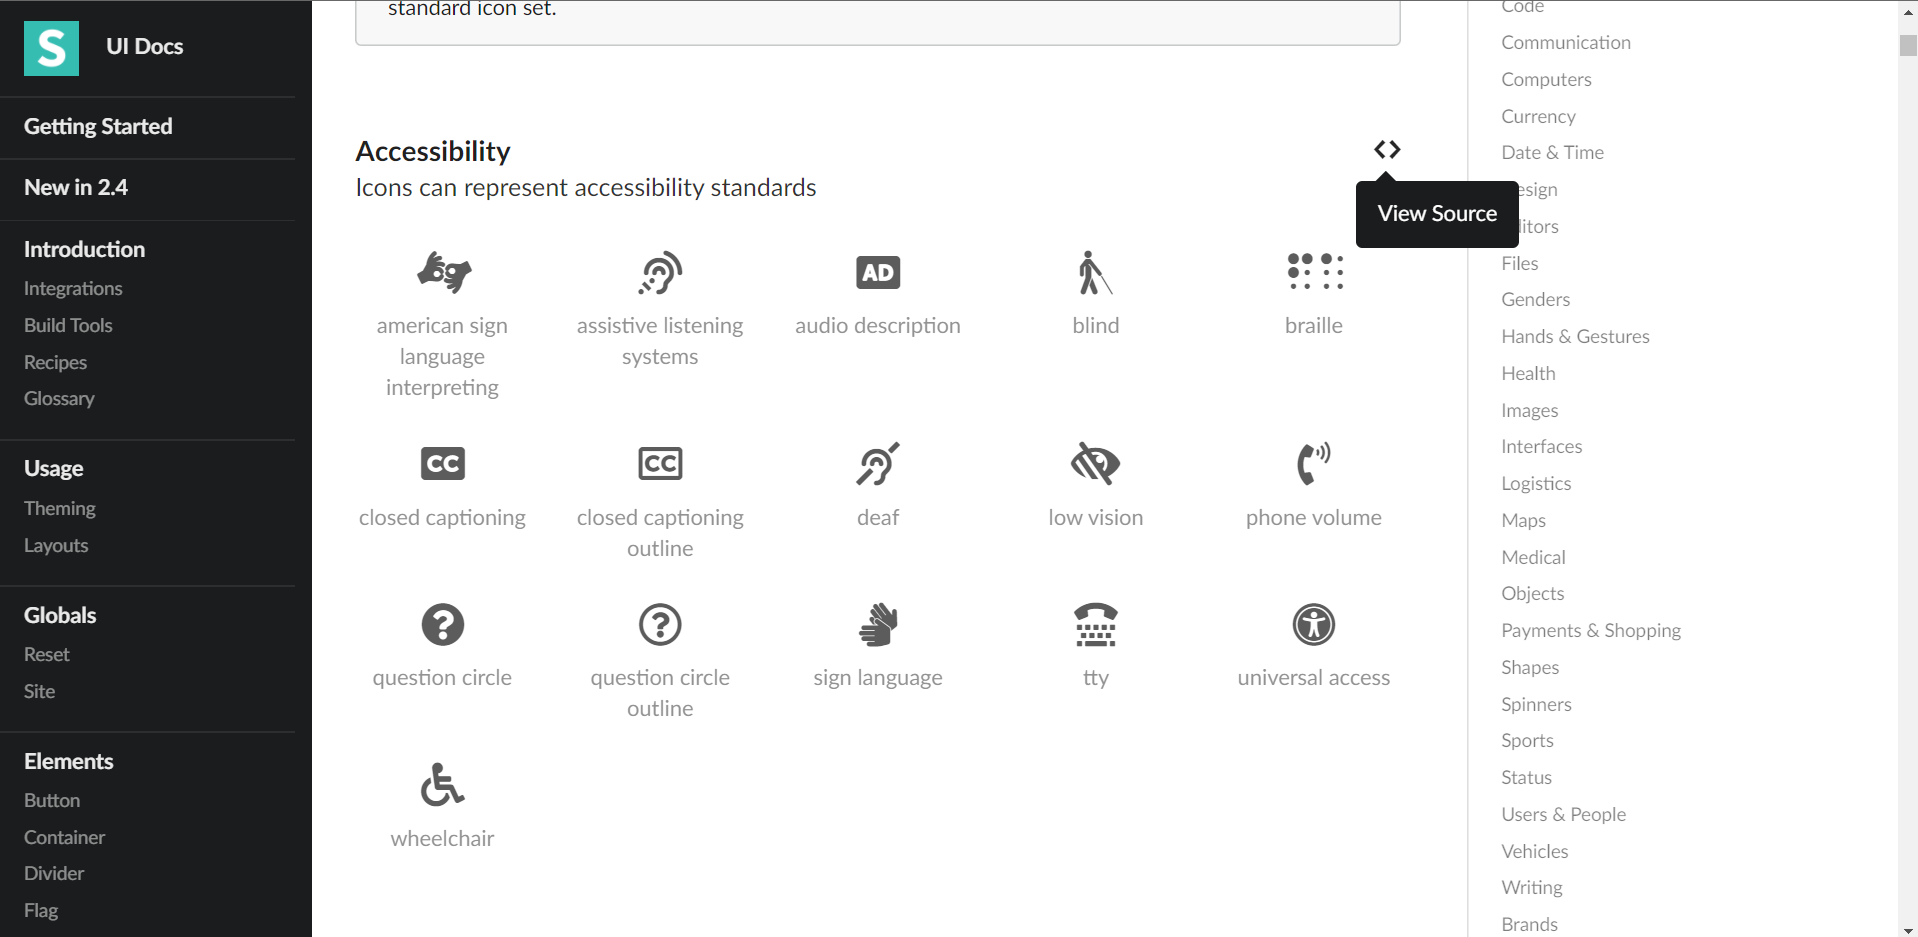 S
UI Docs
Getting Started
New in 2.4
Introduction
Integrations
Build Tools
Recipes
Glossary
Usage
Theming
Layouts
Globals
Reset
Site
Elements
Button
Container
Divider
Flag
standard icon set.
Accessibility
Icons can represent accessibility standards
View Source
american sign
language
interpreting
assistive listening
systems
AD
audio description
blind
braille
CC
closed captioning
CC
closed captioning
outline
deaf
low vision
phone volume
?
question circle
?
question circle
outline
sign language
tty
universal access
wheelchair
Code
Communication
Computers
Currency
Date & Time
esign
itors
Files
Genders
Hands & Gestures
Health
Images
Interfaces
Logistics
Maps
Medical
Objects
Payments & Shopping
Shapes
Spinners
Sports
Status
Users & People
Vehicles
Writing
Brands